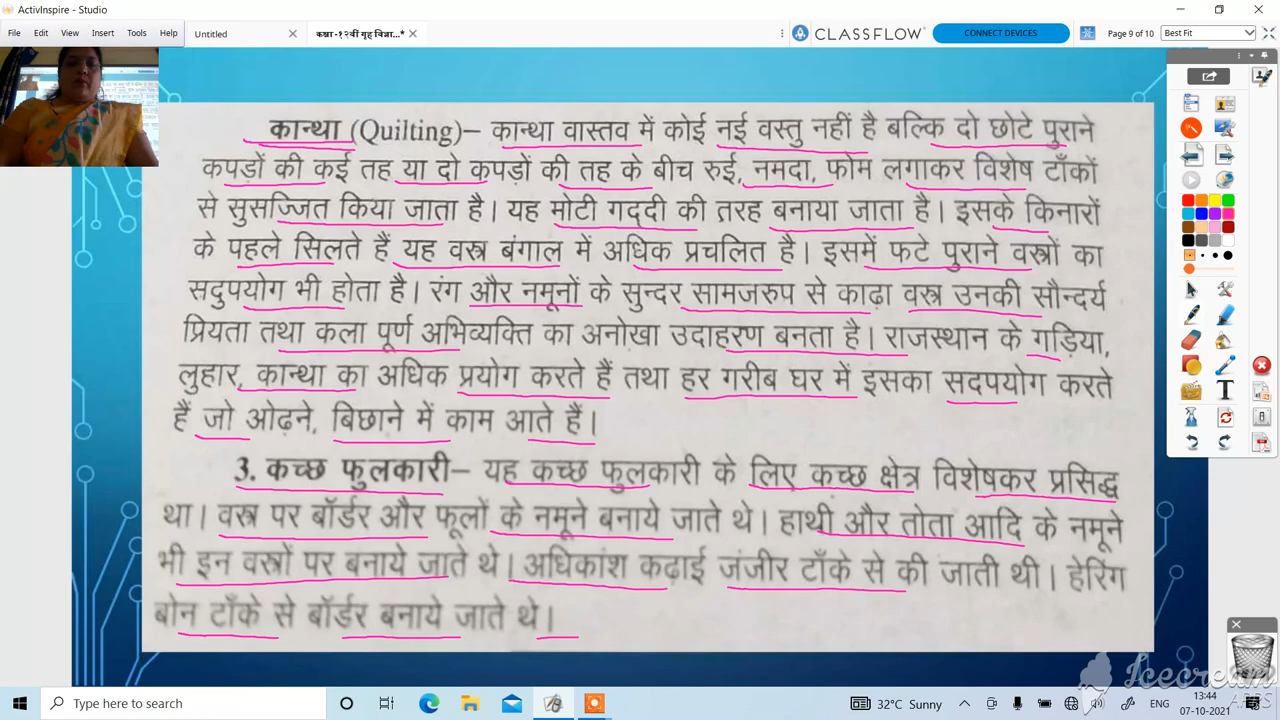 ActivInspire - Studio
File Edit View Insert Tools Help
Untitled
कक्षा-१२वीं गृह विज्ञा...*
CLASSFLOW
CONNECT DEVICES
Page 9 of 10
Best Fit
कान्था (Quilting)– कान्था वास्तव म कोई नइ वस्तु नही है बल्कि दो छोटे पुराने
कपड़ों की कई तह या दो कपड़ों की तह के बीच रुई, नमदा, फोम लगाकर विशेष टाँकों
से सुसज्जित किया जाता है। यह मोटी गद्दी की तरह बनाया जाता है। इसके किनारों
के पहले सिलते हैं यह वस्त्र बंगाल में अधिक प्रचलित है। इसमें फटे पुराने वस्त्रों का
सदुपयोग भी होता है। रंग और नमूनों के सुन्दर सामजरुप से काढ़ा वस्त्र उनकी सौन्दर्य
प्रियता तथा कला पूर्ण अभिव्यक्ति का अनोखा उदाहरण बनता है। राजस्थान के गड़िया,
लुहार, कान्था का अधिक प्रयाग करते हैं तथा हर गरीब घर में इसका सदपयोग करते
हैं जो ओढ़ने, बिछाने में काम आते हैं।
3. कच्छ फुलकारी– यह कच्छ फुलकारी के लिए कच्छ क्षेत्र विशेषकर प्रसिद्ध
था। वस्त्र पर बॉर्डर और फूलों के नमूने बनाये जाते थे। हाथी और तोता आदि के नमूने
भी इन वस्त्रों पर बनाये जाते थे। अधिकांश कढ़ाई जंजीर टाँके से की जाती थी। हेरिंग
बोन टाँके से बॉर्डर बनाये जाते थे।
Icecream
APPS
Type here to search
32°C Sunny
ENG
13:44
07-10-2021